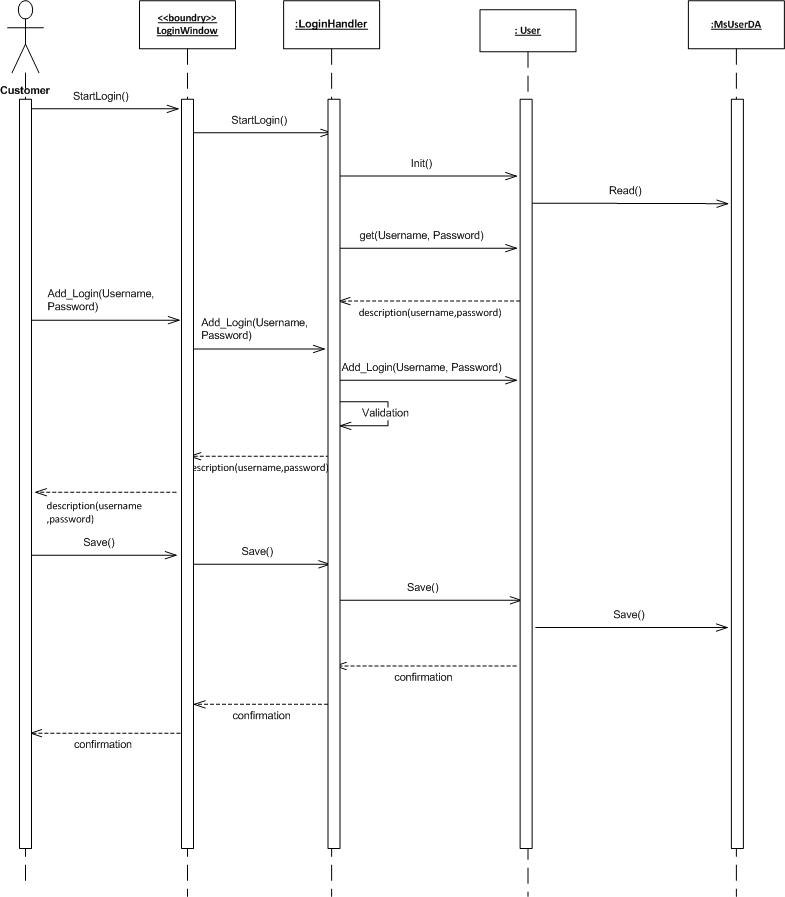 <<boundry>>
LoginWindow
:LoginHandler
: User
:MsUserDA
Customer
StartLogin()
StartLogin()
Init()
Read()
get(Username, Password)
Add_Login(Username,
Password)
description(username,password)
Add_Login(Username,
Password)
Add_Login(Username, Password)
Validation
escription(username,password)
description(username
,password)
Save()
Save()
Save()
Save()
confirmation
confirmation
confirmation